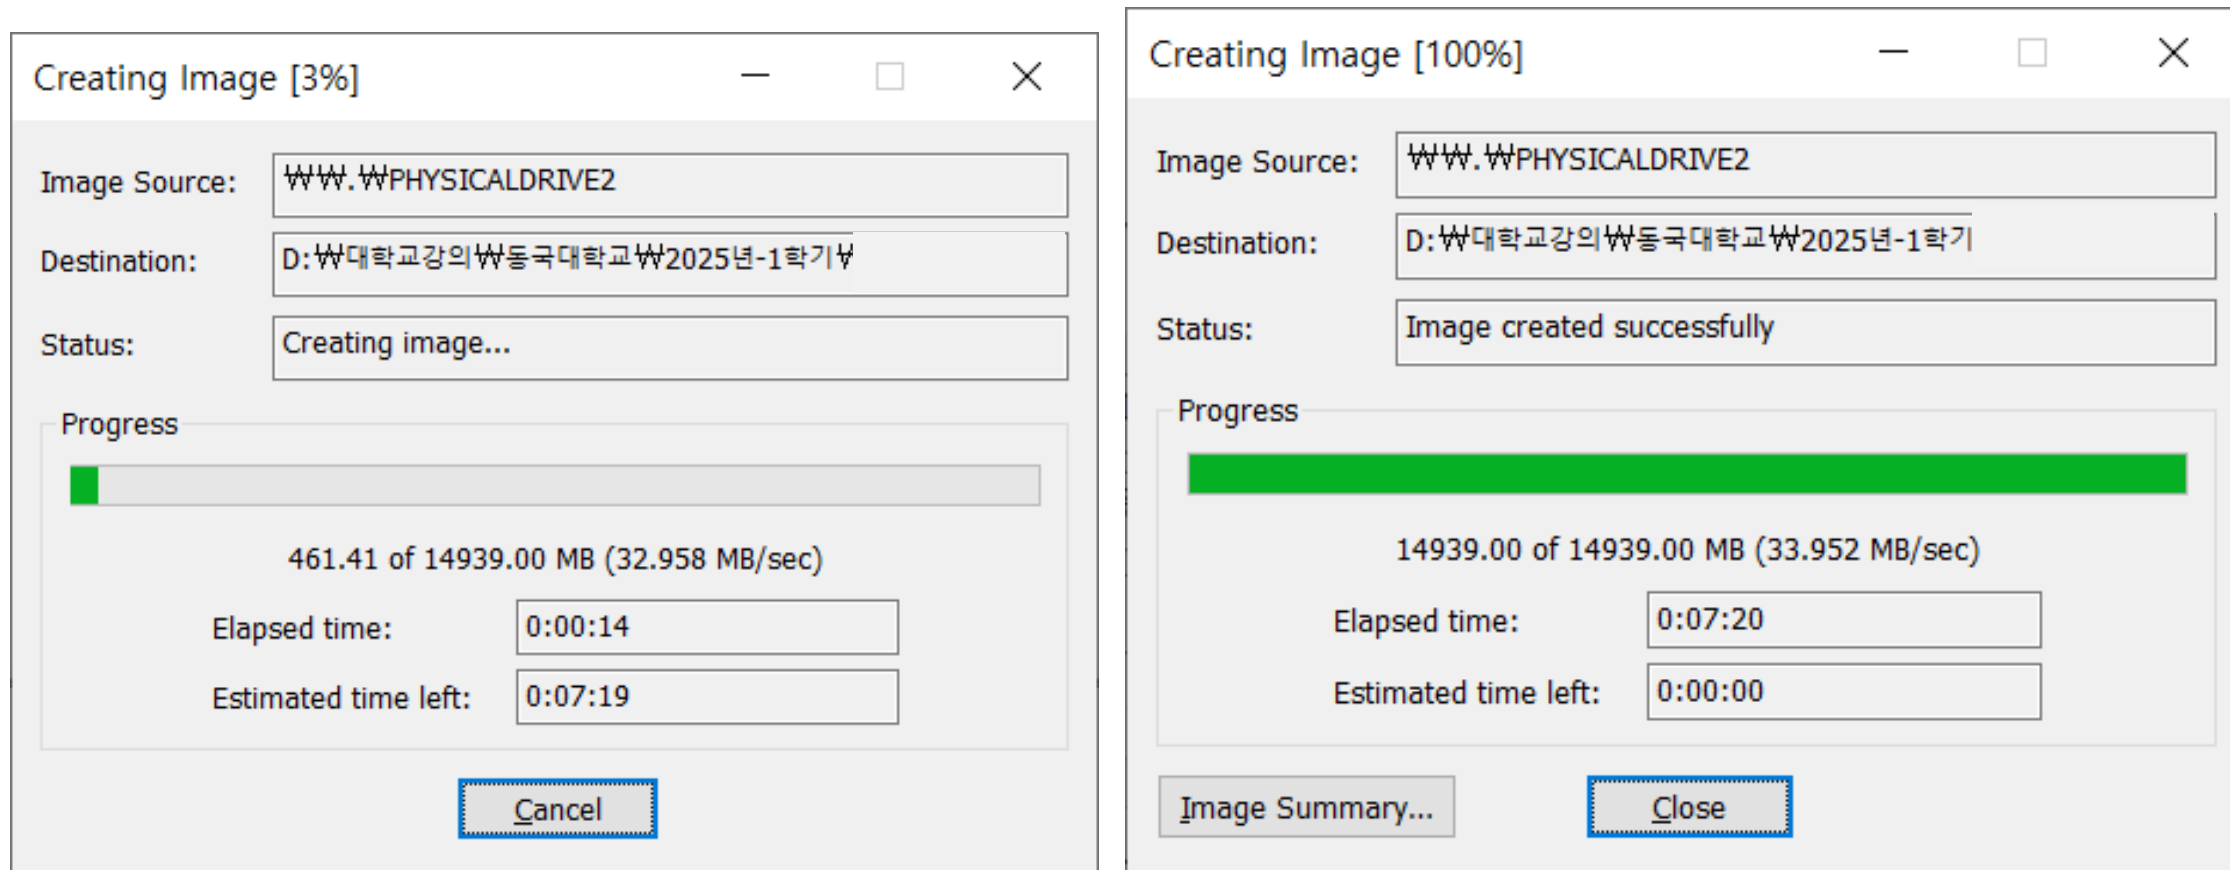 Creating Image [3%]
Image Source: ₩₩.₩PHYSICALDRIVE2
Destination: D:₩대학교강의₩동국대학교₩2025년-1학기₩
Status: Creating image...
Progress
461.41 of 14939.00 MB (32.958 MB/sec)
Elapsed time: 0:00:14
Estimated time left: 0:07:19
Cancel
Creating Image [100%]
Image Source: ₩₩.₩PHYSICALDRIVE2
Destination: D:₩대학교강의₩동국대학교₩2025년-1학기
Status: Image created successfully
Progress
14939.00 of 14939.00 MB (33.952 MB/sec)
Elapsed time: 0:07:20
Estimated time left: 0:00:00
Image Summary... Close